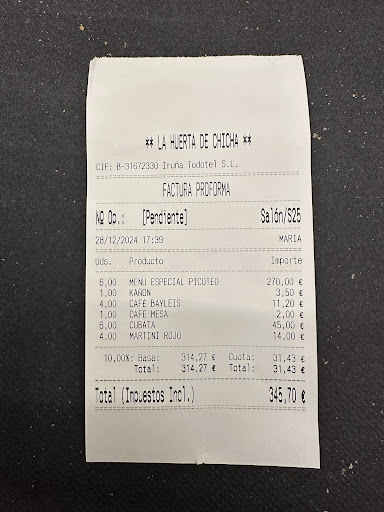 ** LA HUERTA DE CHICHA **
CIF: B-31672330 Iruña Todotel S.L.
FACTURA PROFORMA
Nº Op.: [Pendiente] Salón/S25
28/12/2024 17:39 MARIA
Uds. Producto Importe
6,00 MENU ESPECIAL PICOTEO 270,00 €
1,00 KAÑON 3,50 €
4,00 CAFÉ BAYLEIS 11,20 €
1,00 CAFÉ MESA 2,00 €
6,00 CUBATA 45,00 €
4,00 MARTINI ROJO 14,00 €
10,00%: Base: 314,27 € Cuota: 31,43 €
Total: 314,27 € Total: 31,43 €
Total (Impuestos Incl.) 345,70 €